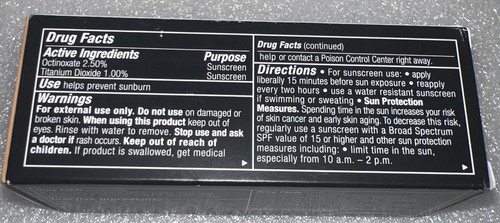 Drug Facts
Active Ingredients Purpose
Octinoxate 2.50% Sunscreen
Titanium Dioxide 1.00% Sunscreen
Use helps prevent sunburn
Warnings
For external use only. Do not use on damaged or
broken skin. When using this product keep out of
eyes. Rinse with water to remove. Stop use and ask
a doctor if rash occurs. Keep out of reach of
children. If product is swallowed, get medical
Drug Facts (continued)
help or contact a Poison Control Center right away.
Directions • For sunscreen use: • apply
liberally 15 minutes before sun exposure • reapply
every two hours • use a water resistant sunscreen
if swimming or sweating • Sun Protection
Measures. Spending time in the sun increases your risk
of skin cancer and early skin aging. To decrease this risk,
regularly use a sunscreen with a Broad Spectrum
SPF value of 15 or higher and other sun protection
measures including: • limit time in the sun,
especially from 10 a.m. – 2 p.m.